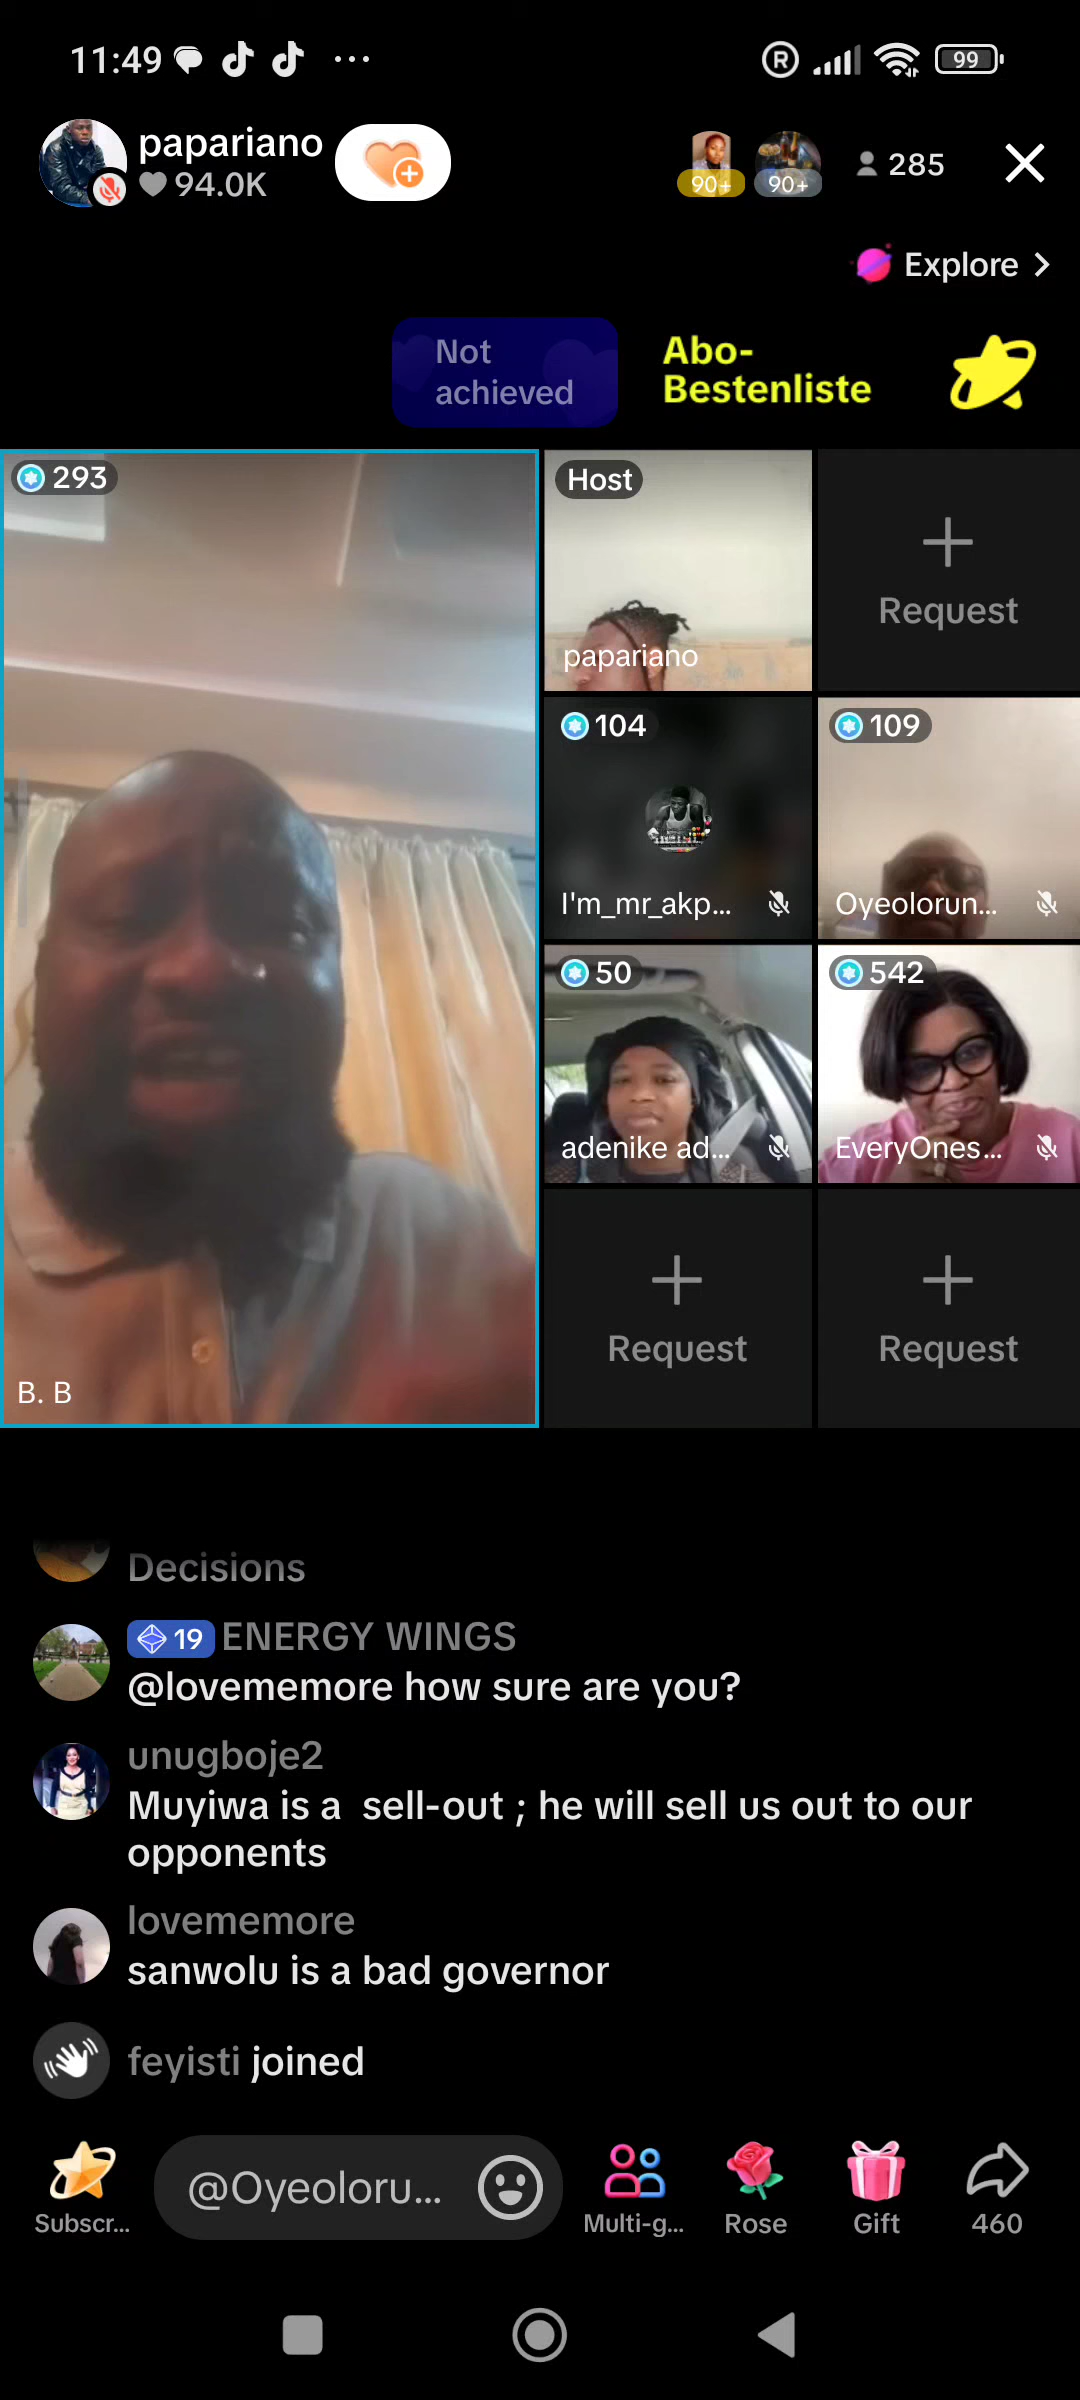 11:49
R
99
papariano
94.0K
90+
90+
285
Explore
Not
achieved
Abo-
Bestenliste
293
Host
papariano
Request
104
I'm_mr_akp...
109
Oyeolorun...
50
adenike ad...
542
EveryOnes...
B. B
Request
Request
Decisions
19 ENERGY WINGS
@lovememore how sure are you?
unugboje2
Muyiwa is a  sell-out ; he will sell us out to our
opponents
lovememore
sanwolu is a bad governor
feyisti joined
@Oyeoloru...
Subscr...
Multi-g...
Rose
Gift
460